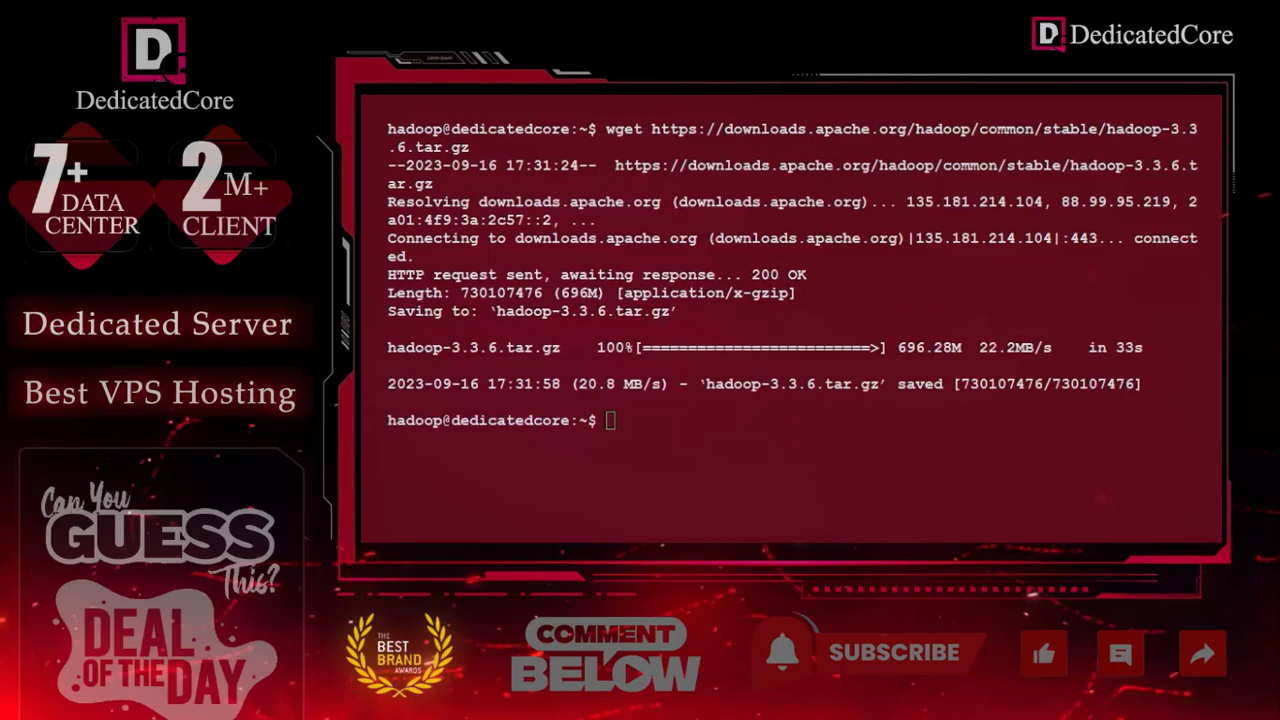 D
DedicatedCore
D DedicatedCore
7+
DATA
CENTER
2
M+
CLIENT
Dedicated Server
Best VPS Hosting
Can You
GUESS
This?
DEAL
OF THE DAY
hadoop@dedicatedcore:~$ wget https://downloads.apache.org/hadoop/common/stable/hadoop-3.3
.6.tar.gz
--2023-09-16 17:31:24--  https://downloads.apache.org/hadoop/common/stable/hadoop-3.3.6.t
ar.gz
Resolving downloads.apache.org (downloads.apache.org)... 135.181.214.104, 88.99.95.219, 2
a01:4f9:3a:2c57::2, ...
Connecting to downloads.apache.org (downloads.apache.org)|135.181.214.104|:443... connect
ed.
HTTP request sent, awaiting response... 200 OK
Length: 730107476 (696M) [application/x-gzip]
Saving to: ‘hadoop-3.3.6.tar.gz’
hadoop-3.3.6.tar.gz    100%[=========================>] 696.28M  22.2MB/s    in 33s
2023-09-16 17:31:58 (20.8 MB/s) - ‘hadoop-3.3.6.tar.gz’ saved [730107476/730107476]
hadoop@dedicatedcore:~$
THE
BEST
BRAND
AWARDS
COMMENT
BELOW
SUBSCRIBE